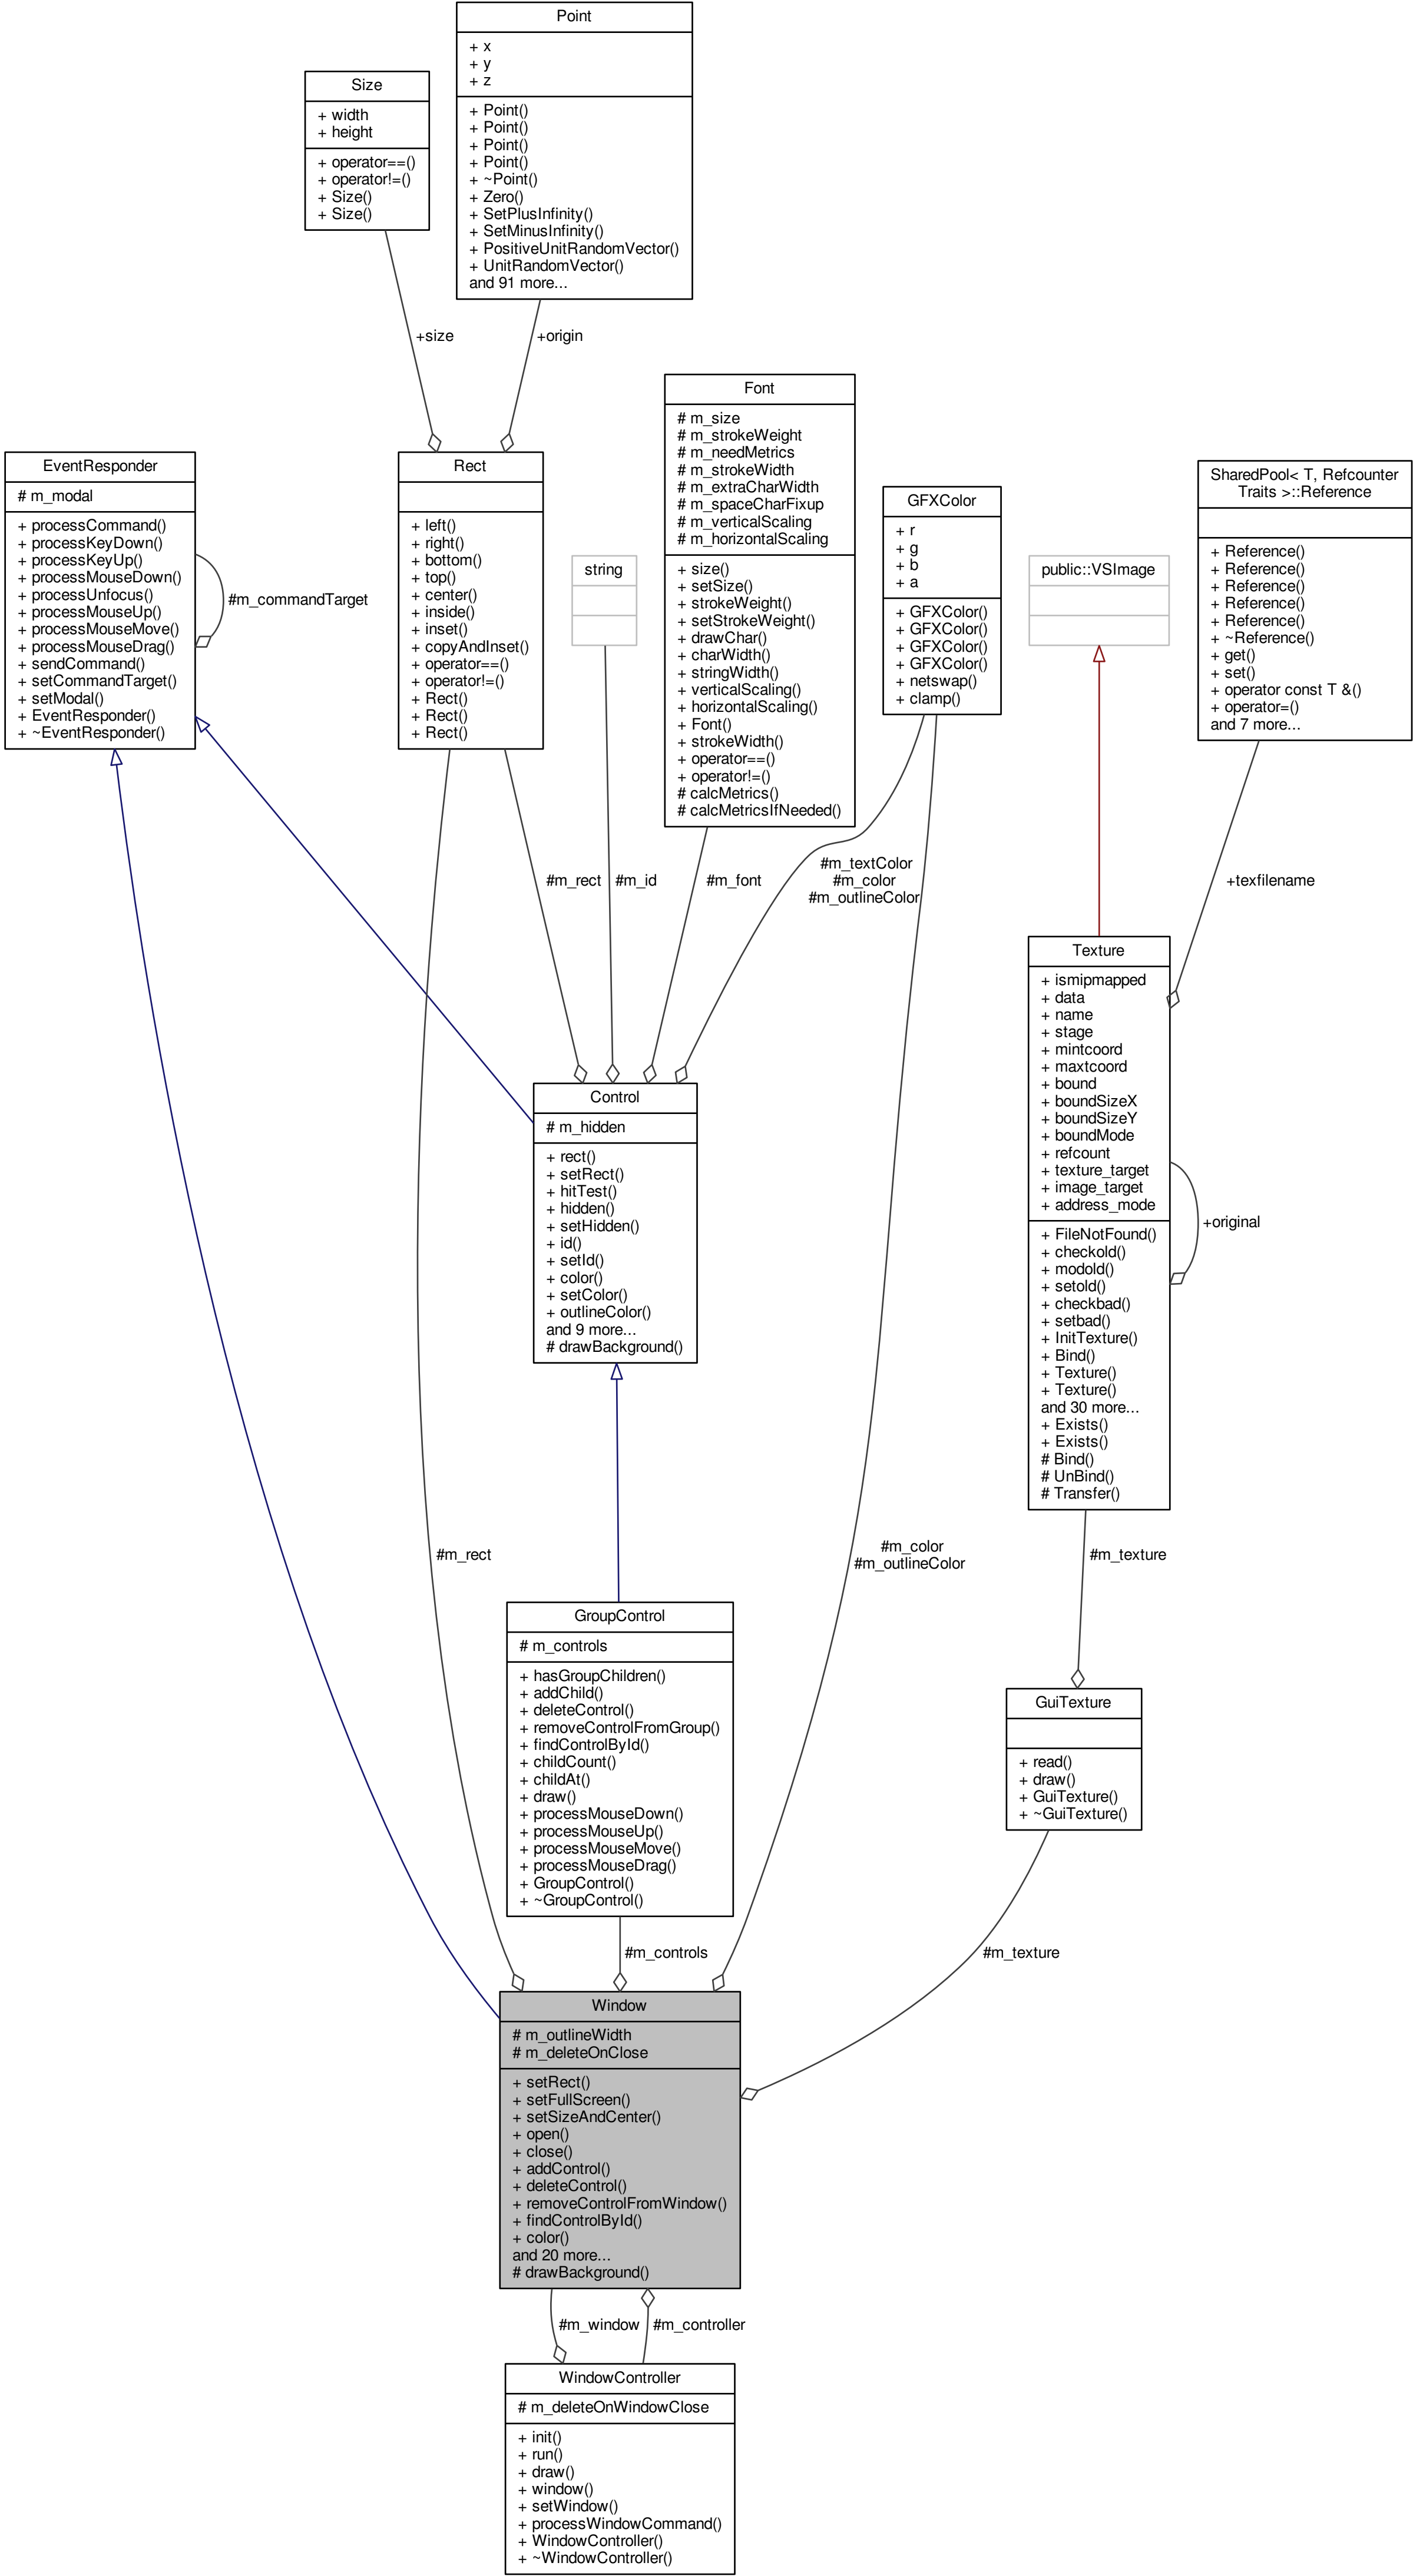 Point
+ x
+ y
+ z
+ Point()
+ Point()
+ Point()
+ Point()
+ ~Point()
+ Zero()
+ SetPlusInfinity()
+ SetMinusInfinity()
+ PositiveUnitRandomVector()
+ UnitRandomVector()
and 91 more...
Size
+ width
+ height
+ operator==()
+ operator!=()
+ Size()
+ Size()
+size
+origin
EventResponder
# m_modal
+ processCommand()
+ processKeyDown()
+ processKeyUp()
+ processMouseDown()
+ processUnfocus()
+ processMouseUp()
+ processMouseMove()
+ processMouseDrag()
+ sendCommand()
+ setCommandTarget()
+ setModal()
+ EventResponder()
+ ~EventResponder()
#m_commandTarget
Rect
+ left()
+ right()
+ bottom()
+ top()
+ center()
+ inside()
+ inset()
+ copyAndInset()
+ operator==()
+ operator!=()
+ Rect()
+ Rect()
+ Rect()
string
Font
# m_size
# m_strokeWeight
# m_needMetrics
# m_strokeWidth
# m_extraCharWidth
# m_spaceCharFixup
# m_verticalScaling
# m_horizontalScaling
+ size()
+ setSize()
+ strokeWeight()
+ setStrokeWeight()
+ drawChar()
+ charWidth()
+ stringWidth()
+ verticalScaling()
+ horizontalScaling()
+ Font()
+ strokeWidth()
+ operator==()
+ operator!=()
# calcMetrics()
# calcMetricsIfNeeded()
GFXColor
+ r
+ g
+ b
+ a
+ GFXColor()
+ GFXColor()
+ GFXColor()
+ GFXColor()
+ netswap()
+ clamp()
public::VSImage
SharedPool< T, Refcounter
Traits >::Reference
+ Reference()
+ Reference()
+ Reference()
+ Reference()
+ Reference()
+ ~Reference()
+ get()
+ set()
+ operator const T &()
+ operator=()
and 7 more...
#m_rect
#m_id
#m_font
#m_textColor
#m_color
#m_outlineColor
+texfilename
Texture
+ ismipmapped
+ data
+ name
+ stage
+ mintcoord
+ maxtcoord
+ bound
+ boundSizeX
+ boundSizeY
+ boundMode
+ refcount
+ texture_target
+ image_target
+ address_mode
+ FileNotFound()
+ checkold()
+ modold()
+ setold()
+ checkbad()
+ setbad()
+ InitTexture()
+ Bind()
+ Texture()
+ Texture()
and 30 more...
+ Exists()
+ Exists()
# Bind()
# UnBind()
# Transfer()
+original
Control
# m_hidden
+ rect()
+ setRect()
+ hitTest()
+ hidden()
+ setHidden()
+ id()
+ setId()
+ color()
+ setColor()
+ outlineColor()
and 9 more...
# drawBackground()
#m_rect
#m_color
#m_outlineColor
#m_texture
GroupControl
# m_controls
+ hasGroupChildren()
+ addChild()
+ deleteControl()
+ removeControlFromGroup()
+ findControlById()
+ childCount()
+ childAt()
+ draw()
+ processMouseDown()
+ processMouseUp()
+ processMouseMove()
+ processMouseDrag()
+ GroupControl()
+ ~GroupControl()
GuiTexture
+ read()
+ draw()
+ GuiTexture()
+ ~GuiTexture()
#m_controls
#m_texture
Window
# m_outlineWidth
# m_deleteOnClose
+ setRect()
+ setFullScreen()
+ setSizeAndCenter()
+ open()
+ close()
+ addControl()
+ deleteControl()
+ removeControlFromWindow()
+ findControlById()
+ color()
and 20 more...
# drawBackground()
#m_window
#m_controller
WindowController
# m_deleteOnWindowClose
+ init()
+ run()
+ draw()
+ window()
+ setWindow()
+ processWindowCommand()
+ WindowController()
+ ~WindowController()